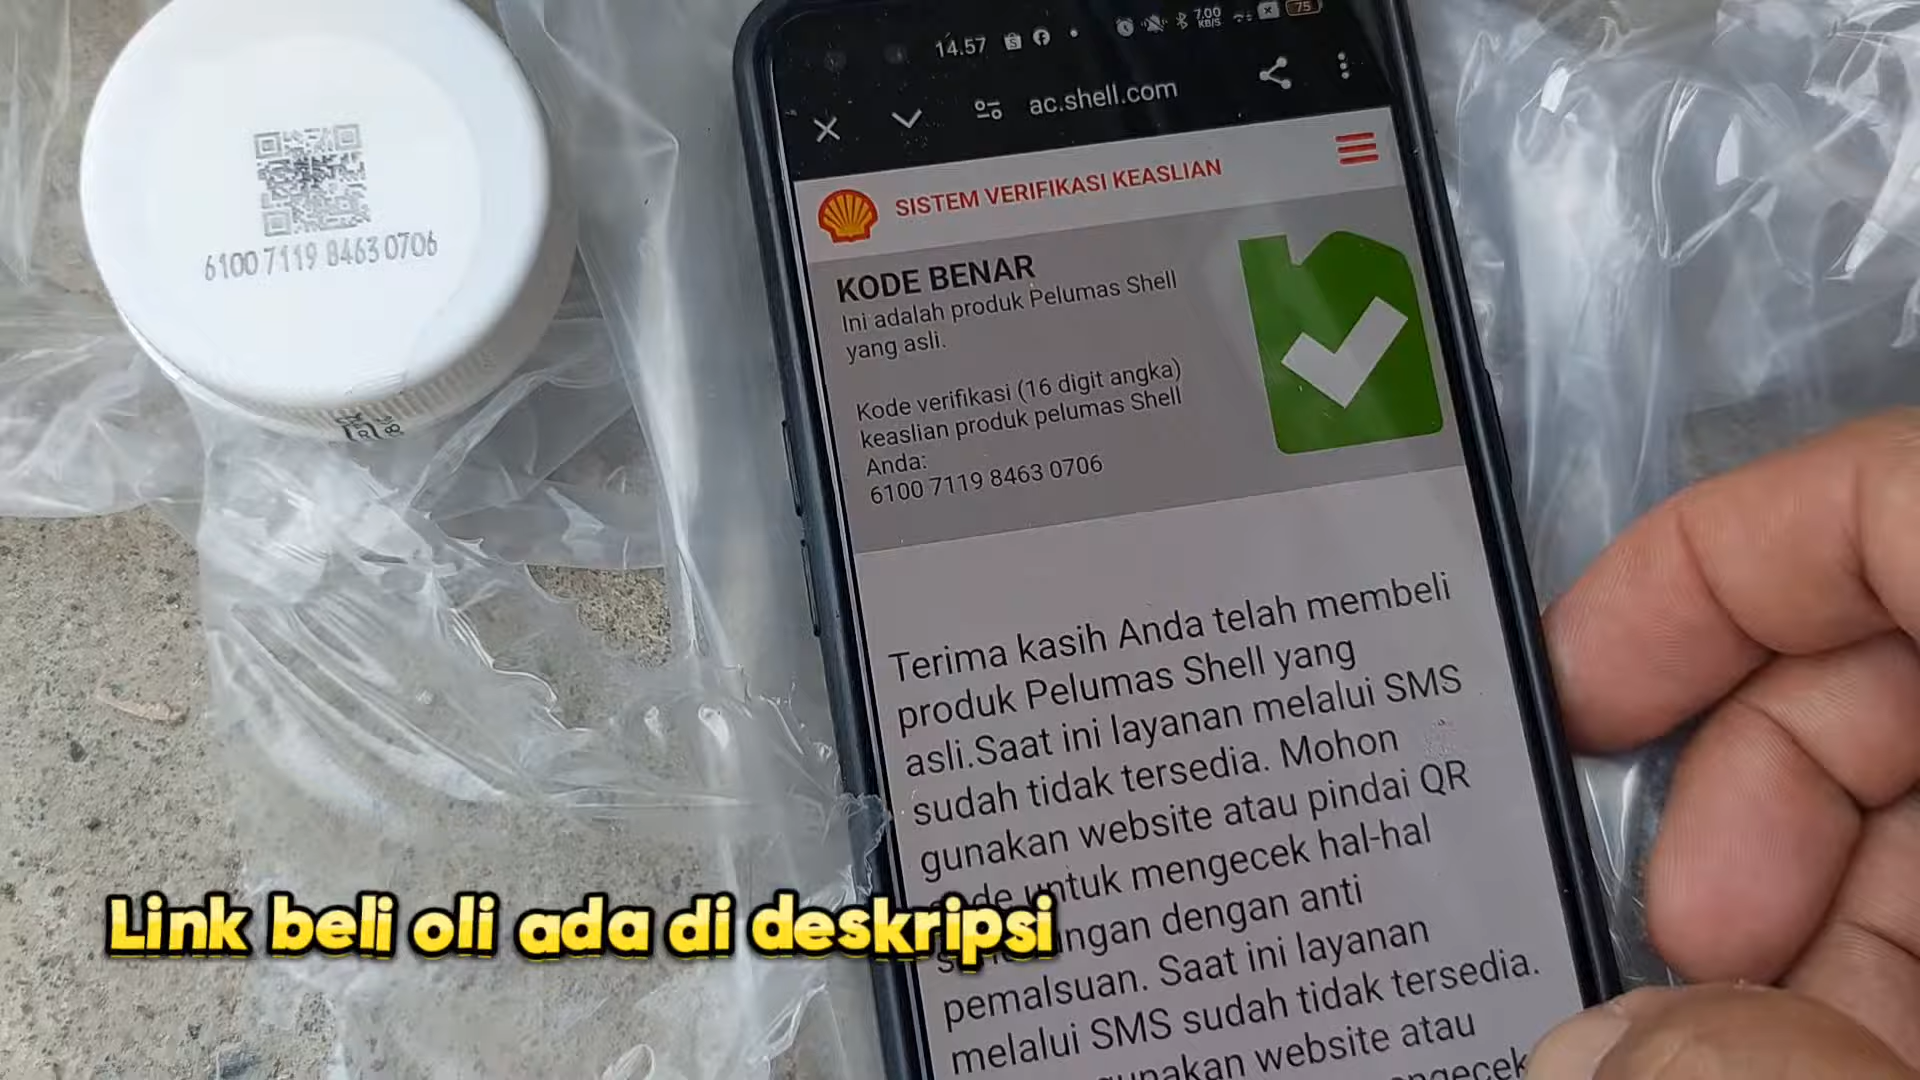 6100 7119 8463 0706
14.57
7.00
KB/S
75
ac.shell.com
SISTEM VERIFIKASI KEASLIAN
KODE BENAR
Ini adalah produk Pelumas Shell
yang asli.
Kode verifikasi (16 digit angka)
keaslian produk pelumas Shell
Anda:
6100 7119 8463 0706
Terima kasih Anda telah membeli
produk Pelumas Shell yang
asli.Saat ini layanan melalui SMS
sudah tidak tersedia. Mohon
gunakan website atau pindai QR
untuk mengecek hal-hal
dengan anti
pemalsuan. Saat ini layanan
melalui SMS sudah tidak tersedia.
website atau
Link beli oli ada di deskripsi